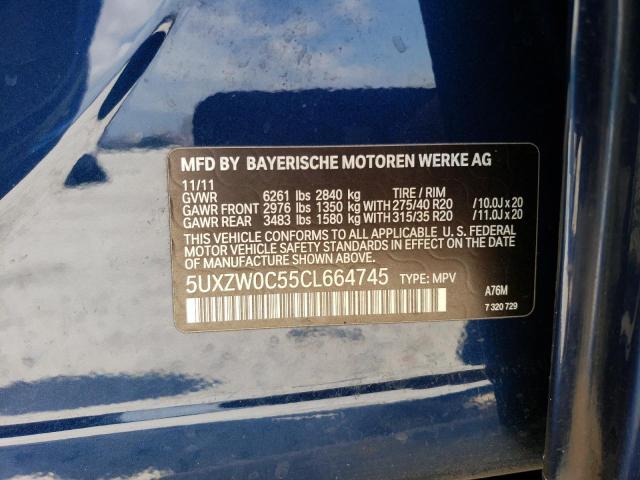 MFD BY BAYERISCHE MOTOREN WERKE AG
11/11
GVWR 6261 lbs 2840 kg TIRE / RIM
GAWR FRONT 2976 lbs 1350 kg WITH 275/40 R20 /10.0J x 20
GAWR REAR 3483 lbs 1580 kg WITH 315/35 R20 /11.0J x 20
THIS VEHICLE CONFORMS TO ALL APPLICABLE U. S. FEDERAL
MOTOR VEHICLE SAFETY STANDARDS IN EFFECT ON THE DATE OF
MANUFACTURE SHOWN ABOVE.
5UXZW0C55CL664745 TYPE: MPV
A76M
7 320 729